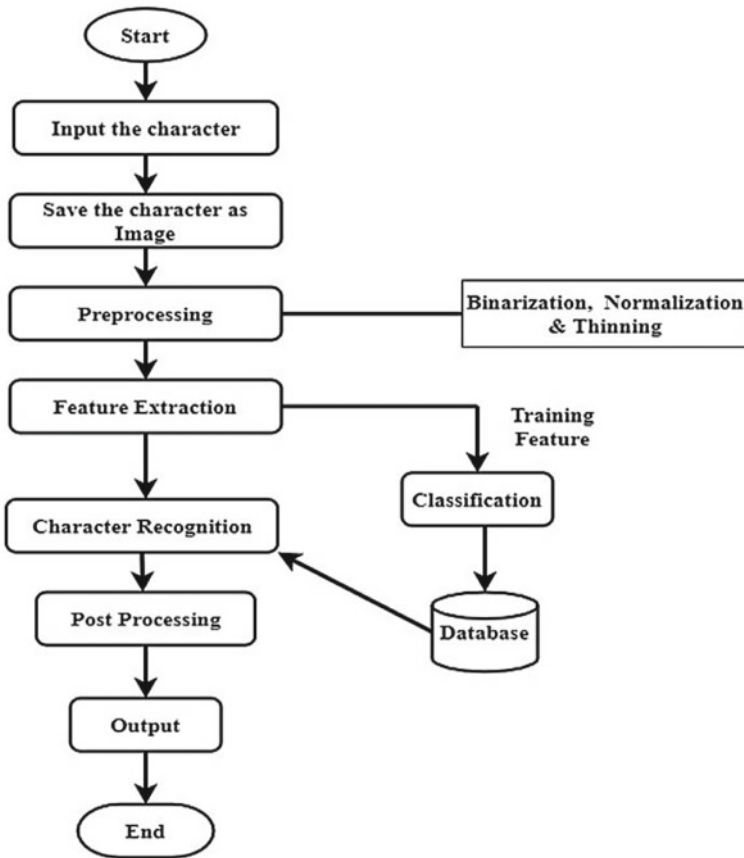 Start
Input the character
Save the character as
Image
Preprocessing
Binarization, Normalization
& Thinning
Feature Extraction
Training
Feature
Classification
Character Recognition
Post Processing
Database
Output
End